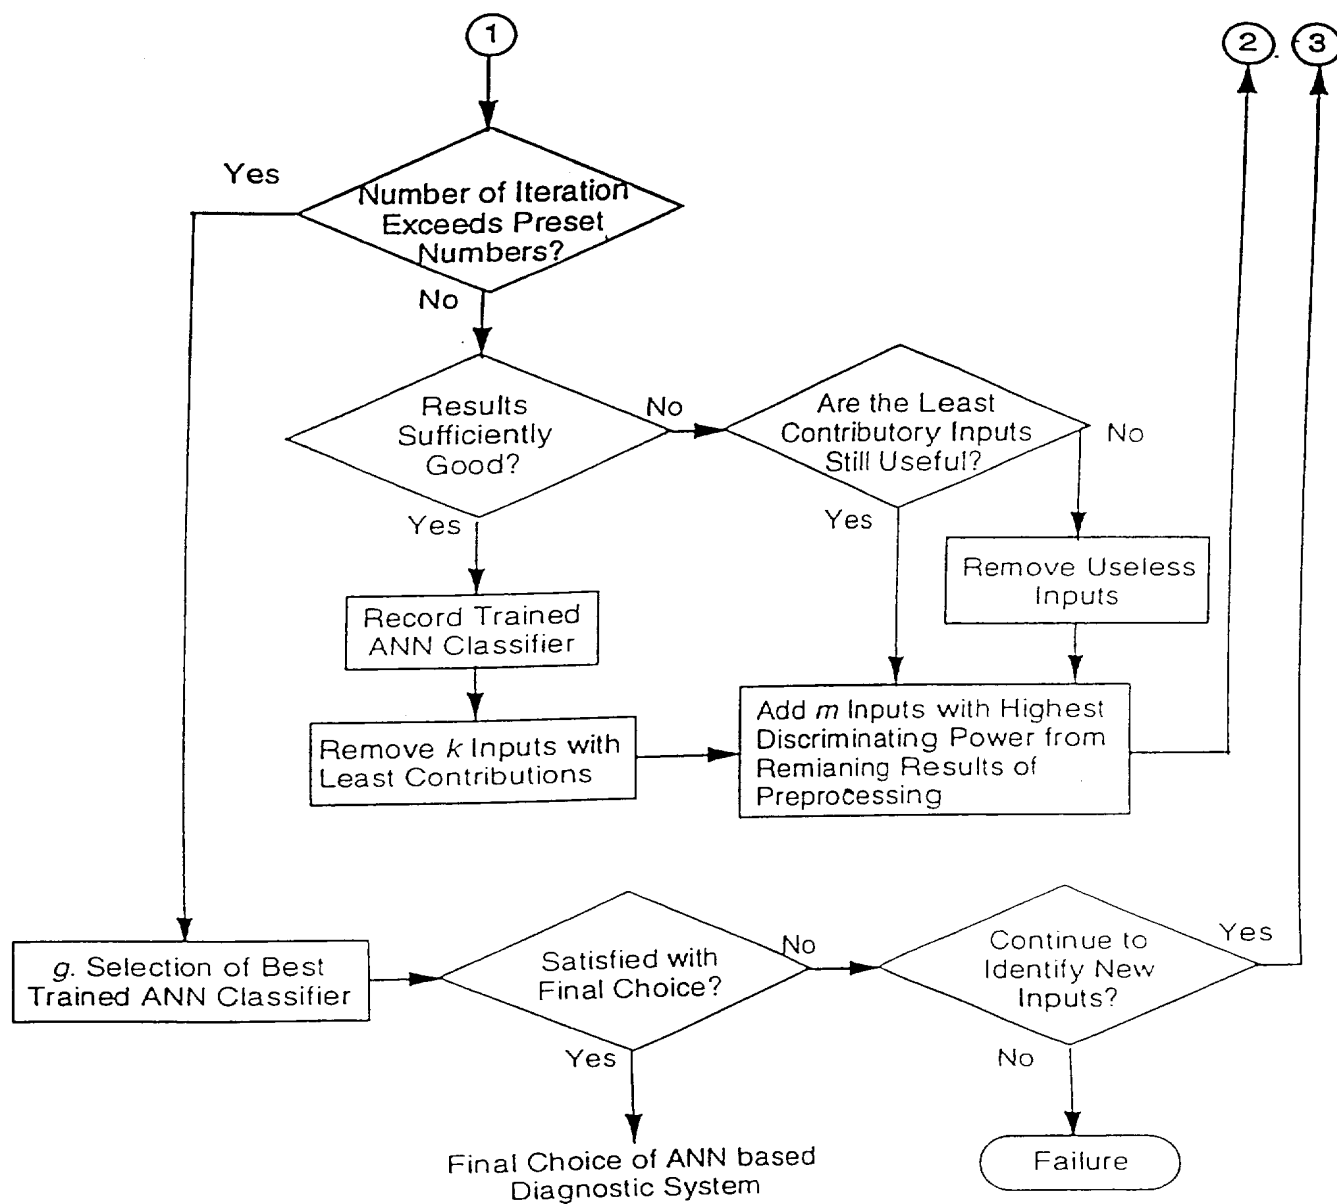 1
2
3
Yes
Number of Iteration
Exceeds Preset
Numbers?
No
Results
Sufficiently
Good?
No
Are the Least
Contributory Inputs
Still Useful?
No
Yes
Yes
Remove Useless
Inputs
Record Trained
ANN Classifier
Remove k Inputs with
Least Contributions
Add m Inputs with Highest
Discriminating Power from
Remianing Results of
Preprocessing
g. Selection of Best
Trained ANN Classifier
Satisfied with
Final Choice?
No
Continue to
Identify New
Inputs?
Yes
Yes
No
Final Choice of ANN based
Diagnostic System
Failure